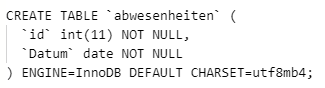 CREATE TABLE `abwesenheiten` (
  `id` int(11) NOT NULL,
  `Datum` date NOT NULL
) ENGINE=InnoDB DEFAULT CHARSET=utf8mb4;